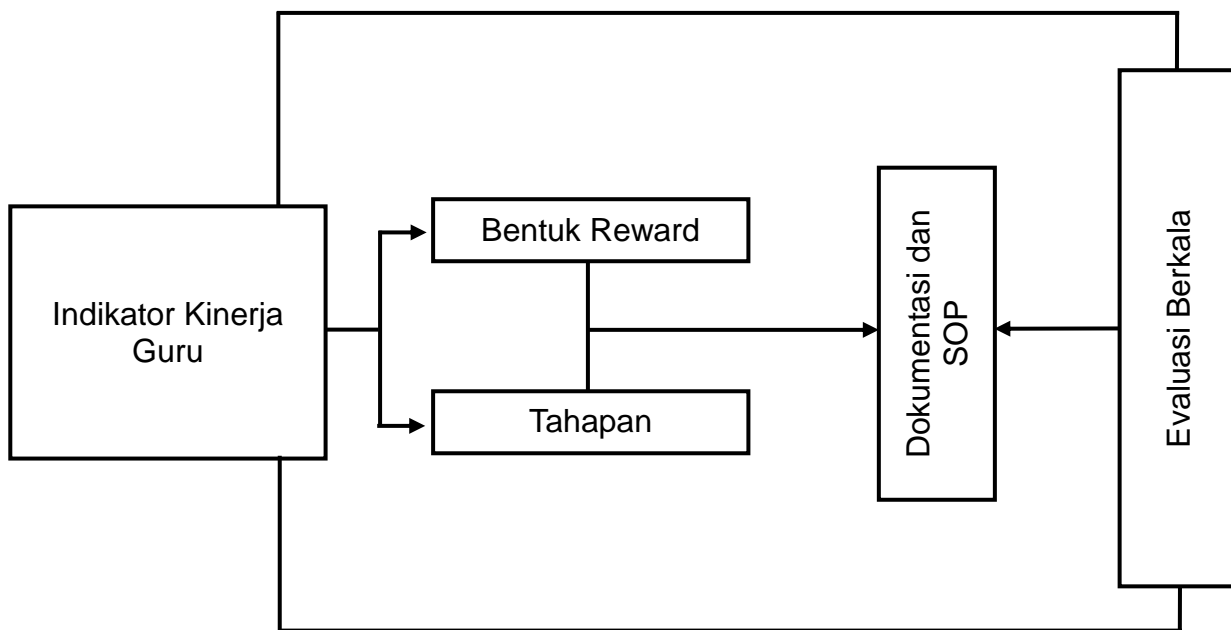 Indikator Kinerja
Guru
Bentuk Reward
Tahapan
Dokumentasi dan
SOP
Evaluasi Berkala